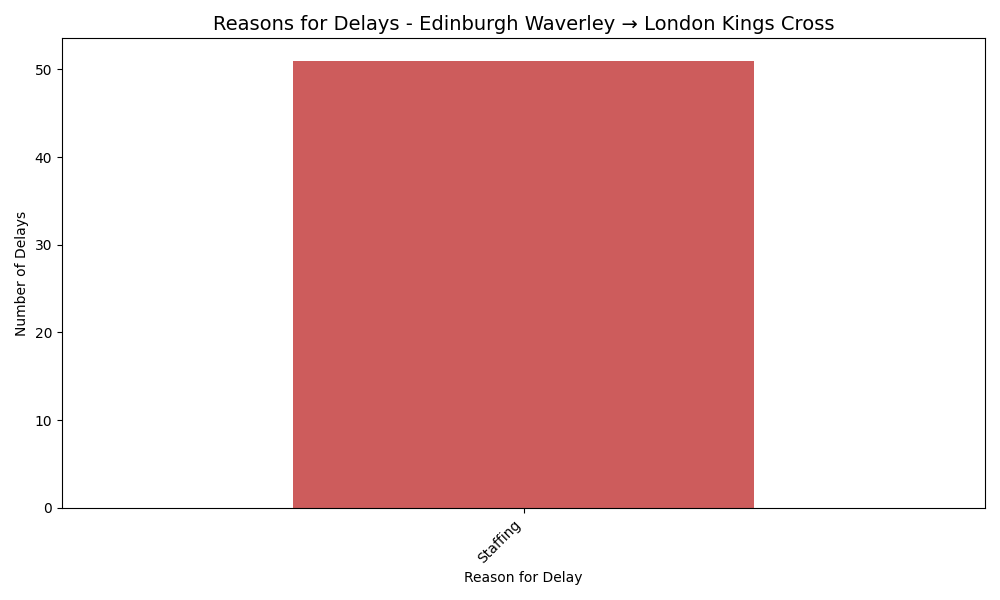 Reasons for Delays - Edinburgh Waverley → London Kings Cross
Number of Delays
50
40
30
20
10
0
Staffing
Reason for Delay